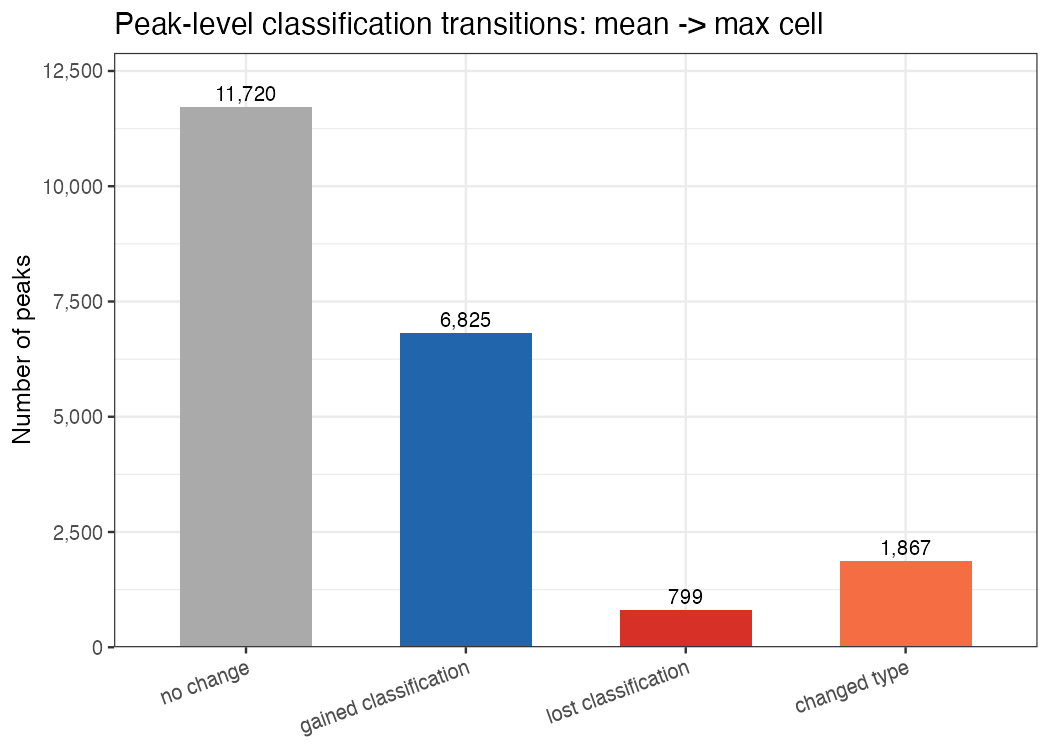 Peak-level classification transitions: mean -> max cell
Number of peaks
12,500
10,000
7,500
5,000
2,500
0
11,720
6,825
799
1,867
no change
gained classification
lost classification
changed type